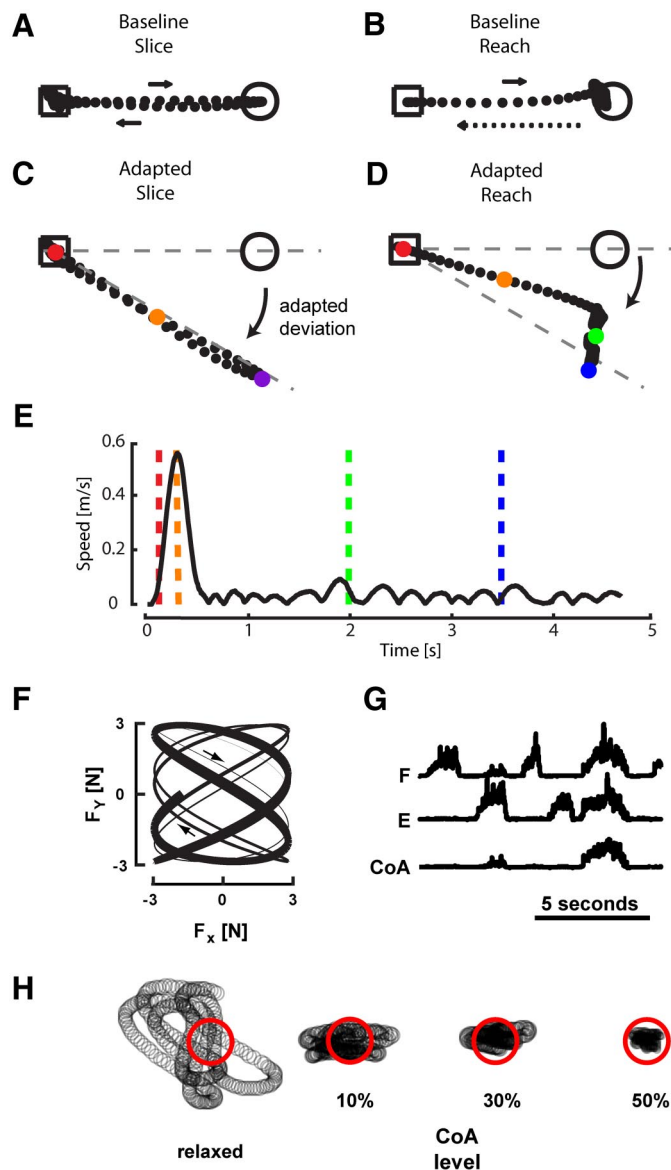 A
Baseline
Slice
B
Baseline
Reach
C
Adapted
Slice
adapted
deviation
D
Adapted
Reach
E
Speed [m/s]
0.6
0.4
0.2
0
0
1
2
3
4
5
Time [s]
F
F_Y [N]
3
0
-3
-3
0
3
F_x [N]
G
F
E
CoA
5 seconds
H
relaxed
10%
30%
50%
CoA
level